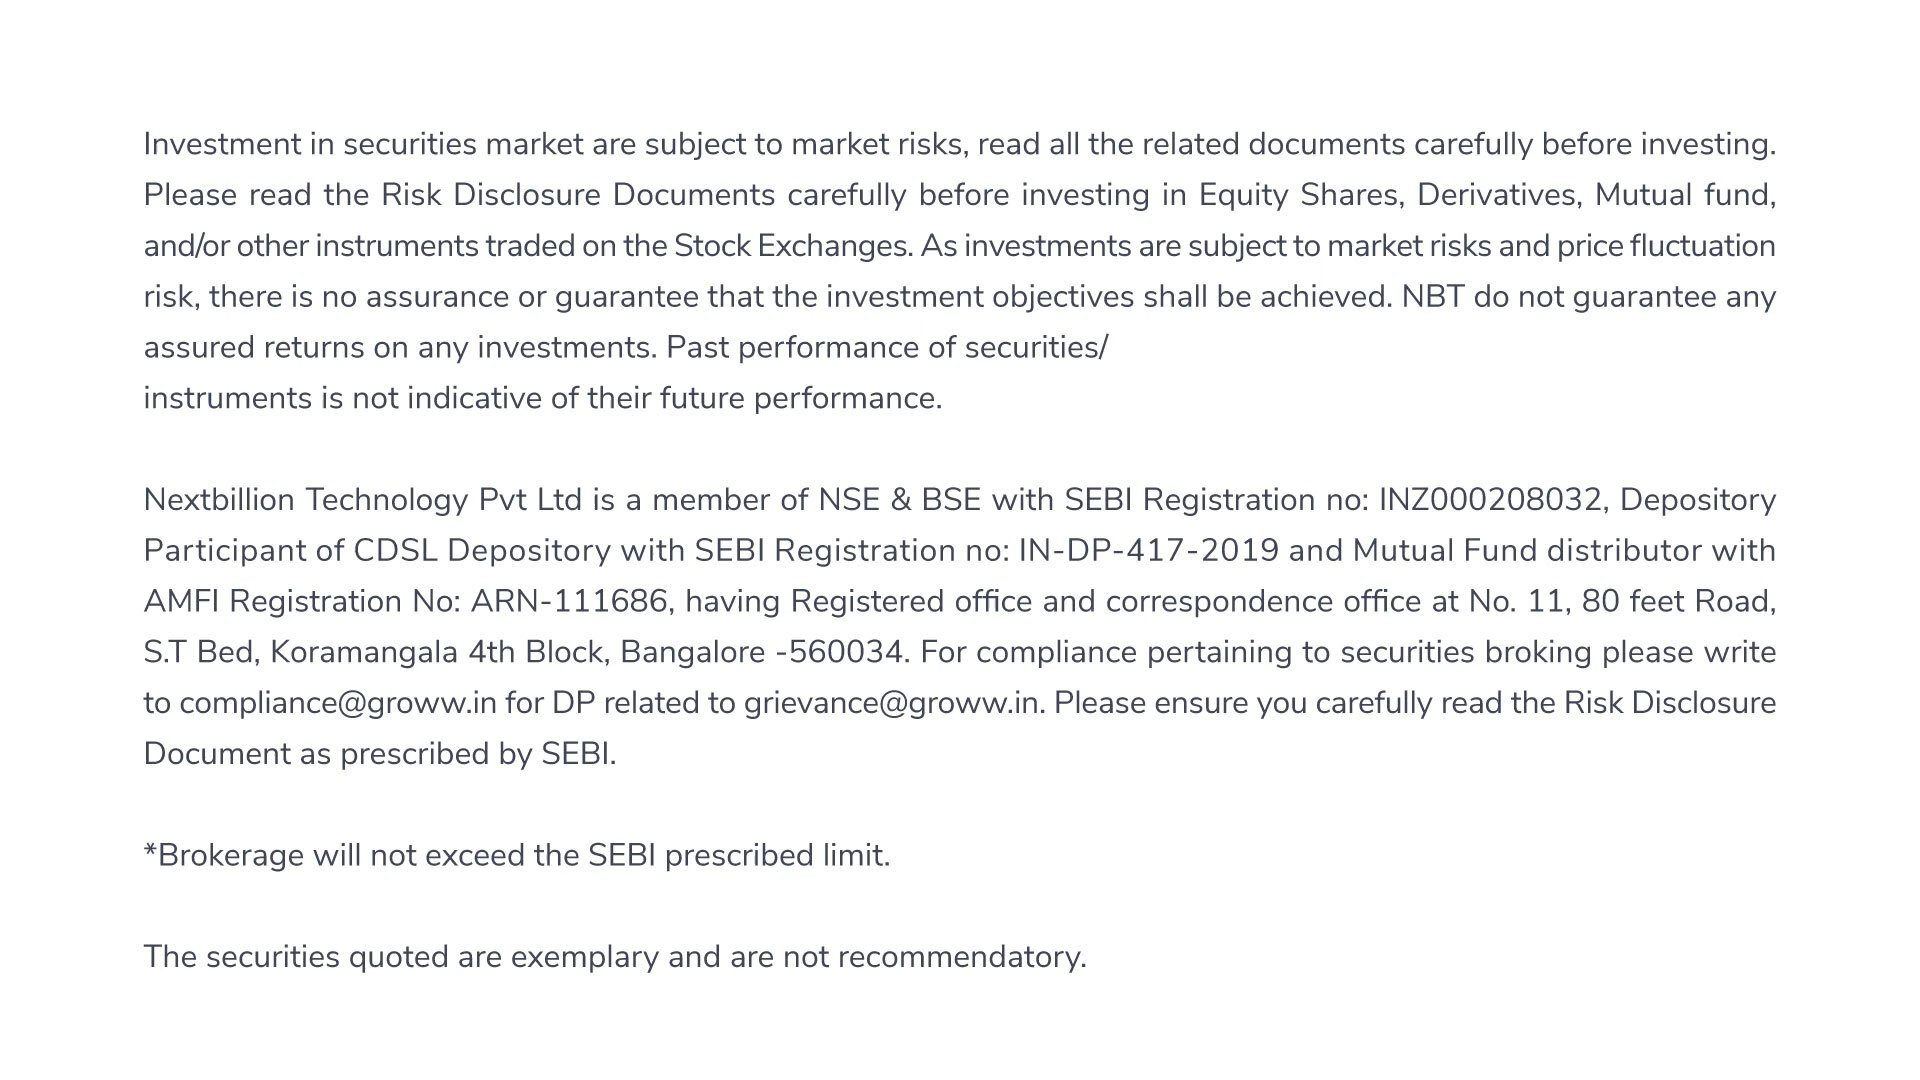 Investment in securities market are subject to market risks, read all the related documents carefully before investing.
Please read the Risk Disclosure Documents carefully before investing in Equity Shares, Derivatives, Mutual fund,
and/or other instruments traded on the Stock Exchanges. As investments are subject to market risks and price fluctuation
risk, there is no assurance or guarantee that the investment objectives shall be achieved. NBT do not guarantee any
assured returns on any investments. Past performance of securities/
instruments is not indicative of their future performance.
Nextbillion Technology Pvt Ltd is a member of NSE & BSE with SEBI Registration no: INZ000208032, Depository
Participant of CDSL Depository with SEBI Registration no: IN-DP-417-2019 and Mutual Fund distributor with
AMFI Registration No: ARN-111686, having Registered office and correspondence office at No. 11, 80 feet Road,
S.T Bed, Koramangala 4th Block, Bangalore -560034. For compliance pertaining to securities broking please write
to compliance@groww.in for DP related to grievance@groww.in. Please ensure you carefully read the Risk Disclosure
Document as prescribed by SEBI.
*Brokerage will not exceed the SEBI prescribed limit.
The securities quoted are exemplary and are not recommendatory.